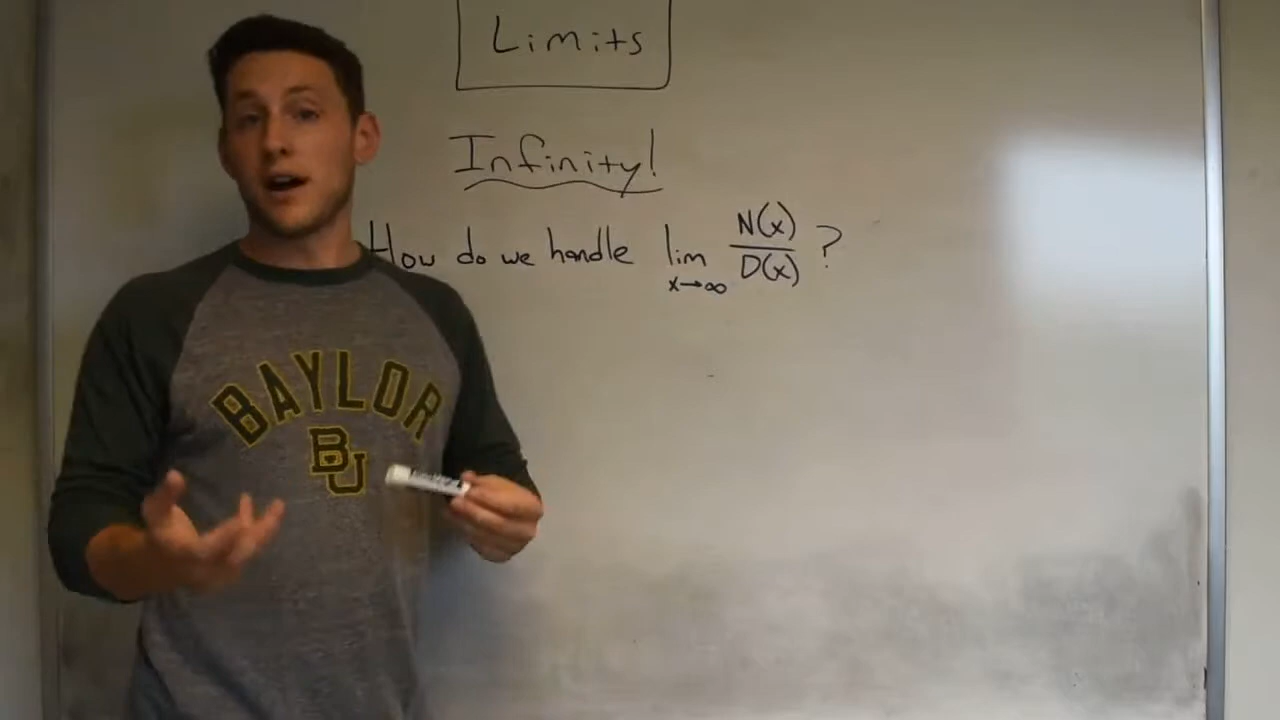 Limits
Infinity!
How do we handle lim x→∞ N(x)/D(x) ?
BAYLOR
BU